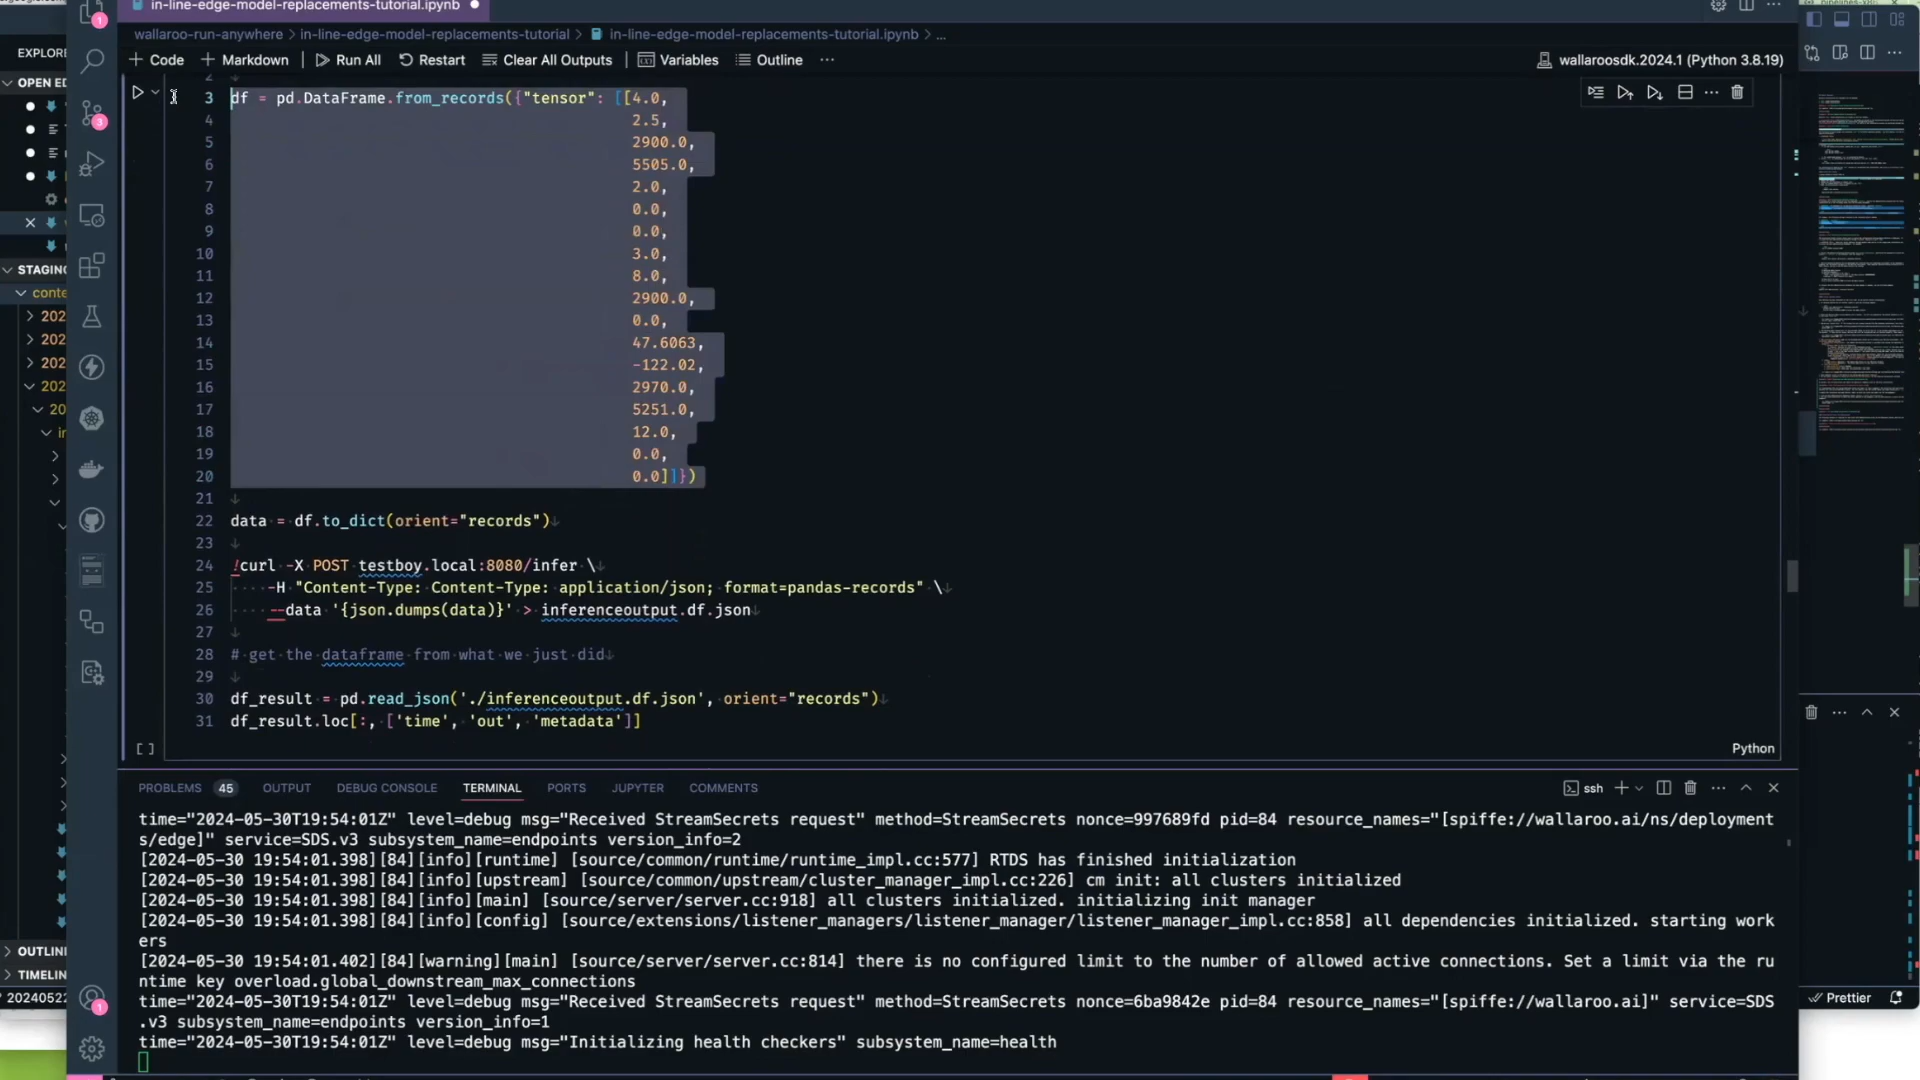 in-line-edge-model-replacements-tutorial.ipynb
wallaroo-run-anywhere > in-line-edge-model-replacements-tutorial > in-line-edge-model-replacements-tutorial.ipynb > ...
+ Code + Markdown Run All Restart Clear All Outputs Variables Outline ... wallaroosdk.2024.1 (Python 3.8.19)
EXPLORE
OPEN ED
STAGING
conte
202
202
202
202
20
OUTLIN
TIMELIN
20240522
2
3 df = pd.DataFrame.from_records({"tensor": [[4.0,
4 2.5,
5 2900.0,
6 5505.0,
7 2.0,
8 0.0,
9 0.0,
10 3.0,
11 8.0,
12 2900.0,
13 0.0,
14 47.6063,
15 -122.02,
16 2970.0,
17 5251.0,
18 12.0,
19 0.0,
20 0.0]]})
21
22 data = df.to_dict(orient="records")
23
24 !curl -X POST testboy.local:8080/infer \
25 -H "Content-Type: Content-Type: application/json; format=pandas-records" \
26 --data '{json.dumps(data)}' > inferenceoutput.df.json
27
28 # get the dataframe from what we just did
29
30 df_result = pd.read_json('./inferenceoutput.df.json', orient="records")
31 df_result.loc[:, ['time', 'out', 'metadata']]
[ ] Python
PROBLEMS 45 OUTPUT DEBUG CONSOLE TERMINAL PORTS JUPYTER COMMENTS ssh
time="2024-05-30T19:54:01Z" level=debug msg="Received StreamSecrets request" method=StreamSecrets nonce=997689fd pid=84 resource_names="[spiffe://wallaroo.ai/ns/deployment
s/edge]" service=SDS.v3 subsystem_name=endpoints version_info=2
[2024-05-30 19:54:01.398][84][info][runtime] [source/common/runtime/runtime_impl.cc:577] RTDS has finished initialization
[2024-05-30 19:54:01.398][84][info][upstream] [source/common/upstream/cluster_manager_impl.cc:226] cm init: all clusters initialized
[2024-05-30 19:54:01.398][84][info][main] [source/server/server.cc:918] all clusters initialized. initializing init manager
[2024-05-30 19:54:01.398][84][info][config] [source/extensions/listener_managers/listener_manager/listener_manager_impl.cc:858] all dependencies initialized. starting work
ers
[2024-05-30 19:54:01.402][84][warning][main] [source/server/server.cc:814] there is no configured limit to the number of allowed active connections. Set a limit via the ru
ntime key overload.global_downstream_max_connections
time="2024-05-30T19:54:01Z" level=debug msg="Received StreamSecrets request" method=StreamSecrets nonce=6ba9842e pid=84 resource_names="[spiffe://wallaroo.ai]" service=SDS
.v3 subsystem_name=endpoints version_info=1
time="2024-05-30T19:54:01Z" level=debug msg="Initializing health checkers" subsystem_name=health
Prettier